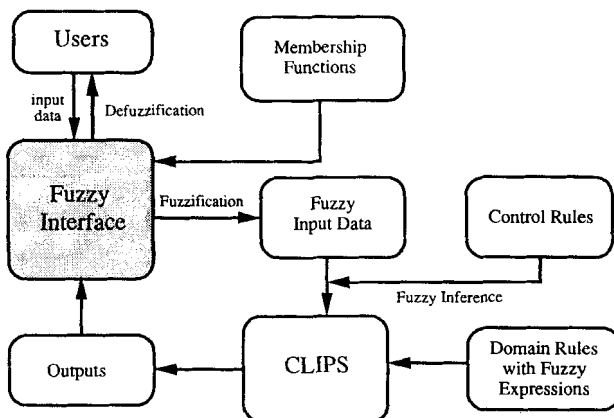 Users
Membership
Functions
input
data
Defuzzification
Fuzzy
Interface
Fuzzification
Fuzzy
Input Data
Control Rules
Fuzzy Inference
Outputs
CLIPS
Domain Rules
with Fuzzy
Expressions